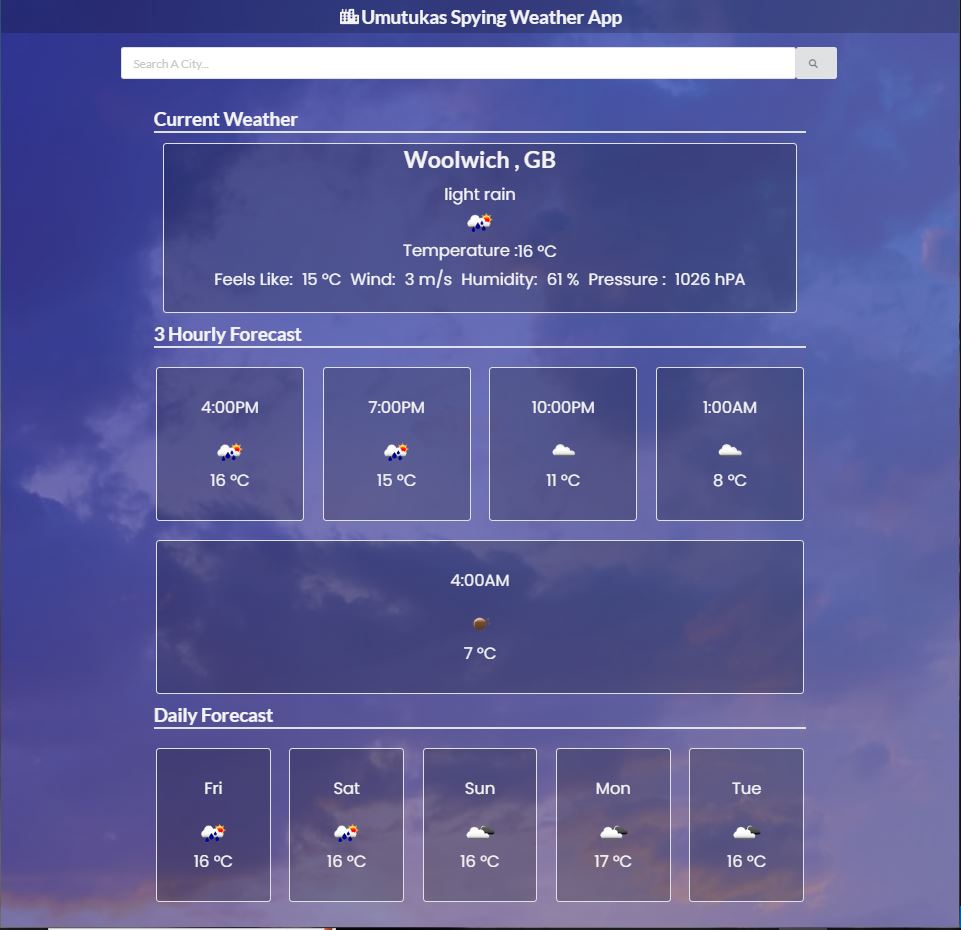 Umutukas Spying Weather App
Search A City...
Current Weather
Woolwich , GB
light rain
Temperature :16 °C
Feels Like: 15 °C Wind: 3 m/s Humidity: 61 % Pressure : 1026 hPA
3 Hourly Forecast
4:00PM 7:00PM 10:00PM 1:00AM
16 °C 15 °C 11 °C 8 °C
4:00AM
7 °C
Daily Forecast
Fri Sat Sun Mon Tue
16 °C 16 °C 16 °C 17 °C 16 °C